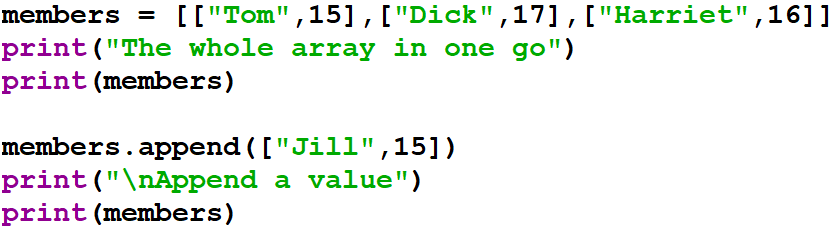 members = [["Tom",15],["Dick",17],["Harriet",16]]
print("The whole array in one go")
print(members)
members.append(["Jill",15])
print("\nAppend a value")
print(members)